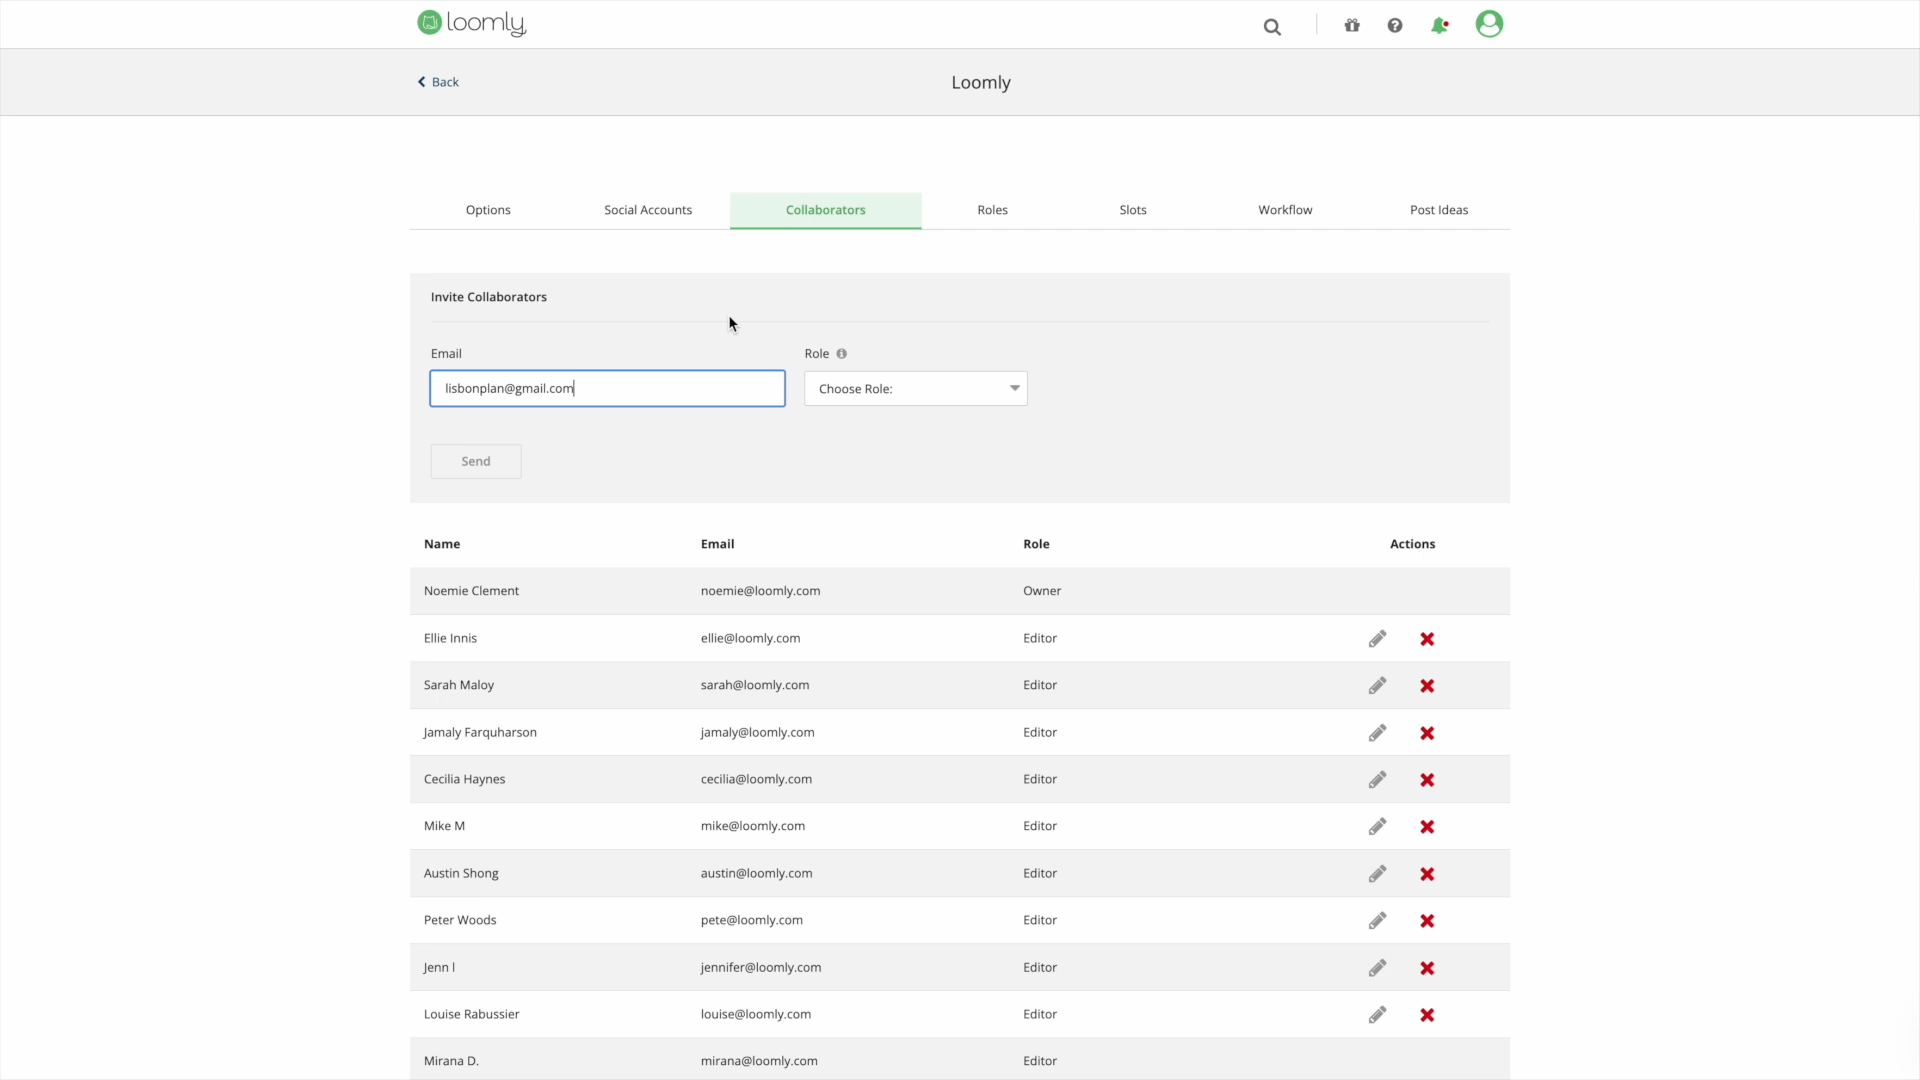 loomly
Back
Loomly
Options Social Accounts Collaborators Roles Slots Workflow Post Ideas
Invite Collaborators
Email Role
lisbonplan@gmail.com Choose Role:
Send
Name Email Role Actions
Noemie Clement noemie@loomly.com Owner
Ellie Innis ellie@loomly.com Editor
Sarah Maloy sarah@loomly.com Editor
Jamaly Farquharson jamaly@loomly.com Editor
Cecilia Haynes cecilia@loomly.com Editor
Mike M mike@loomly.com Editor
Austin Shong austin@loomly.com Editor
Peter Woods pete@loomly.com Editor
Jenn l jennifer@loomly.com Editor
Louise Rabussier louise@loomly.com Editor
Mirana D. mirana@loomly.com Editor